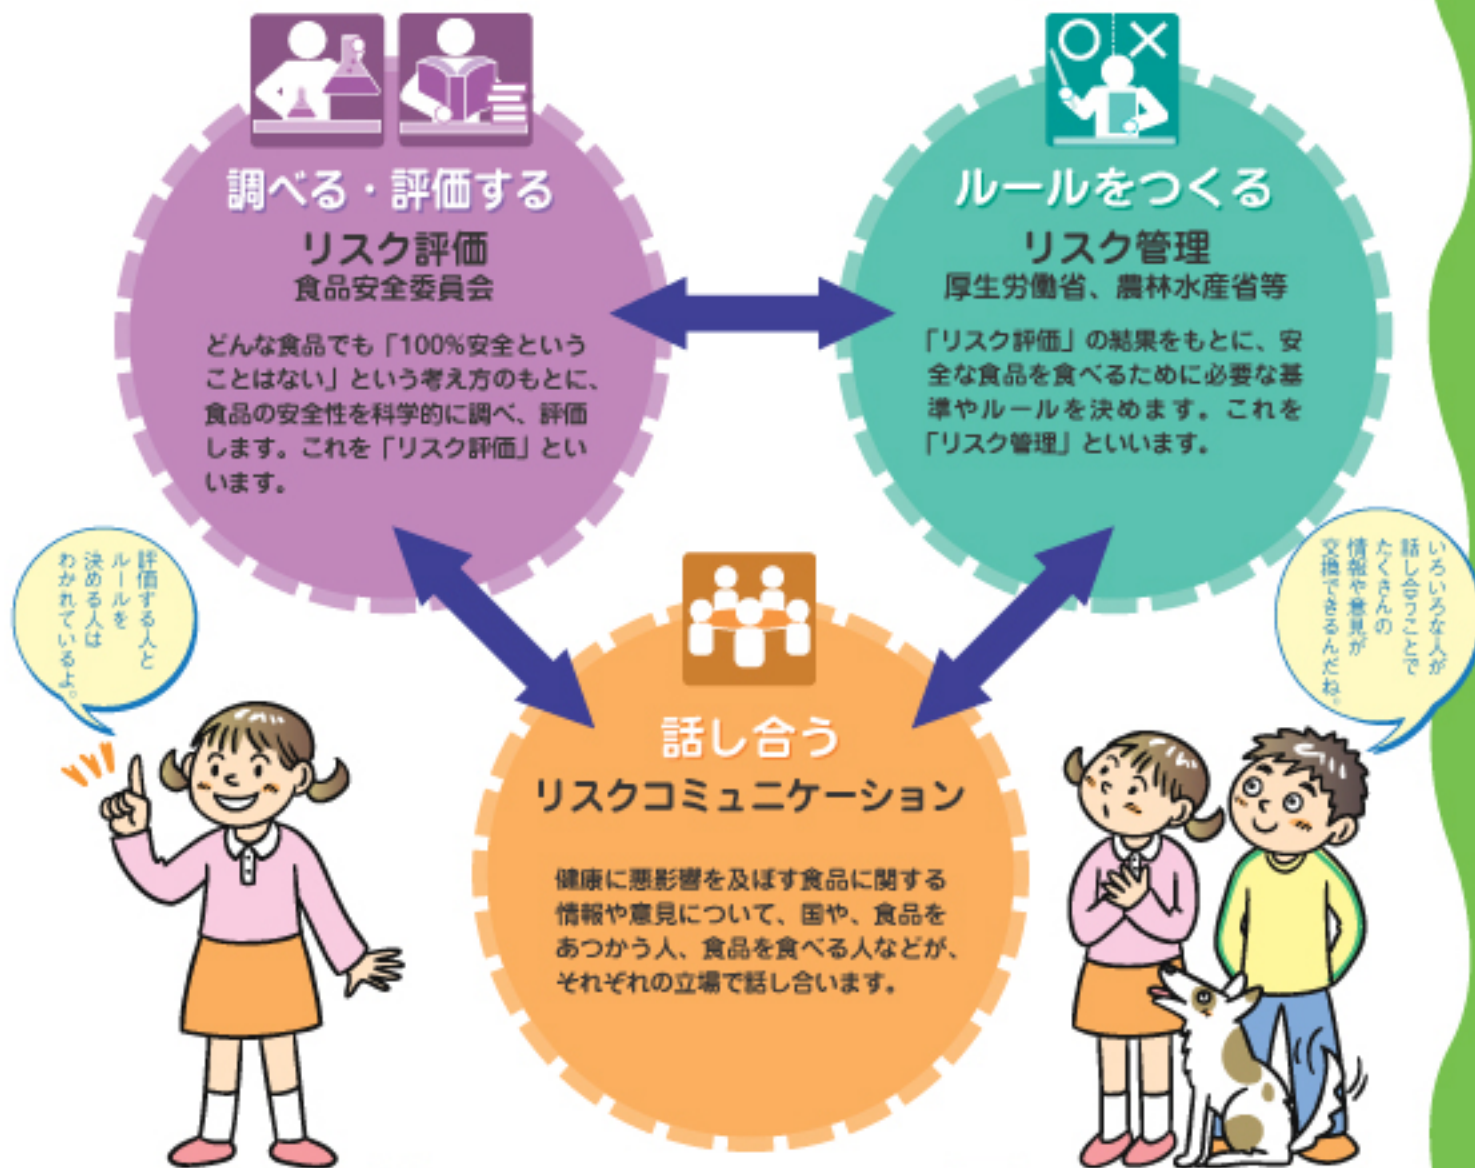 調べる・評価する
リスク評価
食品安全委員会
どんな食品でも「100%安全という
ことはない」という考え方のもとに、
食品の安全性を科学的に調べ、評価
します。これを「リスク評価」とい
います。
ルールをつくる
リスク管理
厚生労働省、農林水産省等
「リスク評価」の結果をもとに、安
全な食品を食べるために必要な基
準やルールを決めます。これを
「リスク管理」といいます。
評価する人と
ルールを
決める人は
わかれているよ。
いろいろな人が
話し合うことで
たくさんの
情報や意見が
交換できるんだね。
話し合う
リスクコミュニケーション
健康に悪影響を及ぼす食品に関する
情報や意見について、国や、食品を
あつかう人、食品を食べる人などが、
それぞれの立場で話し合います。